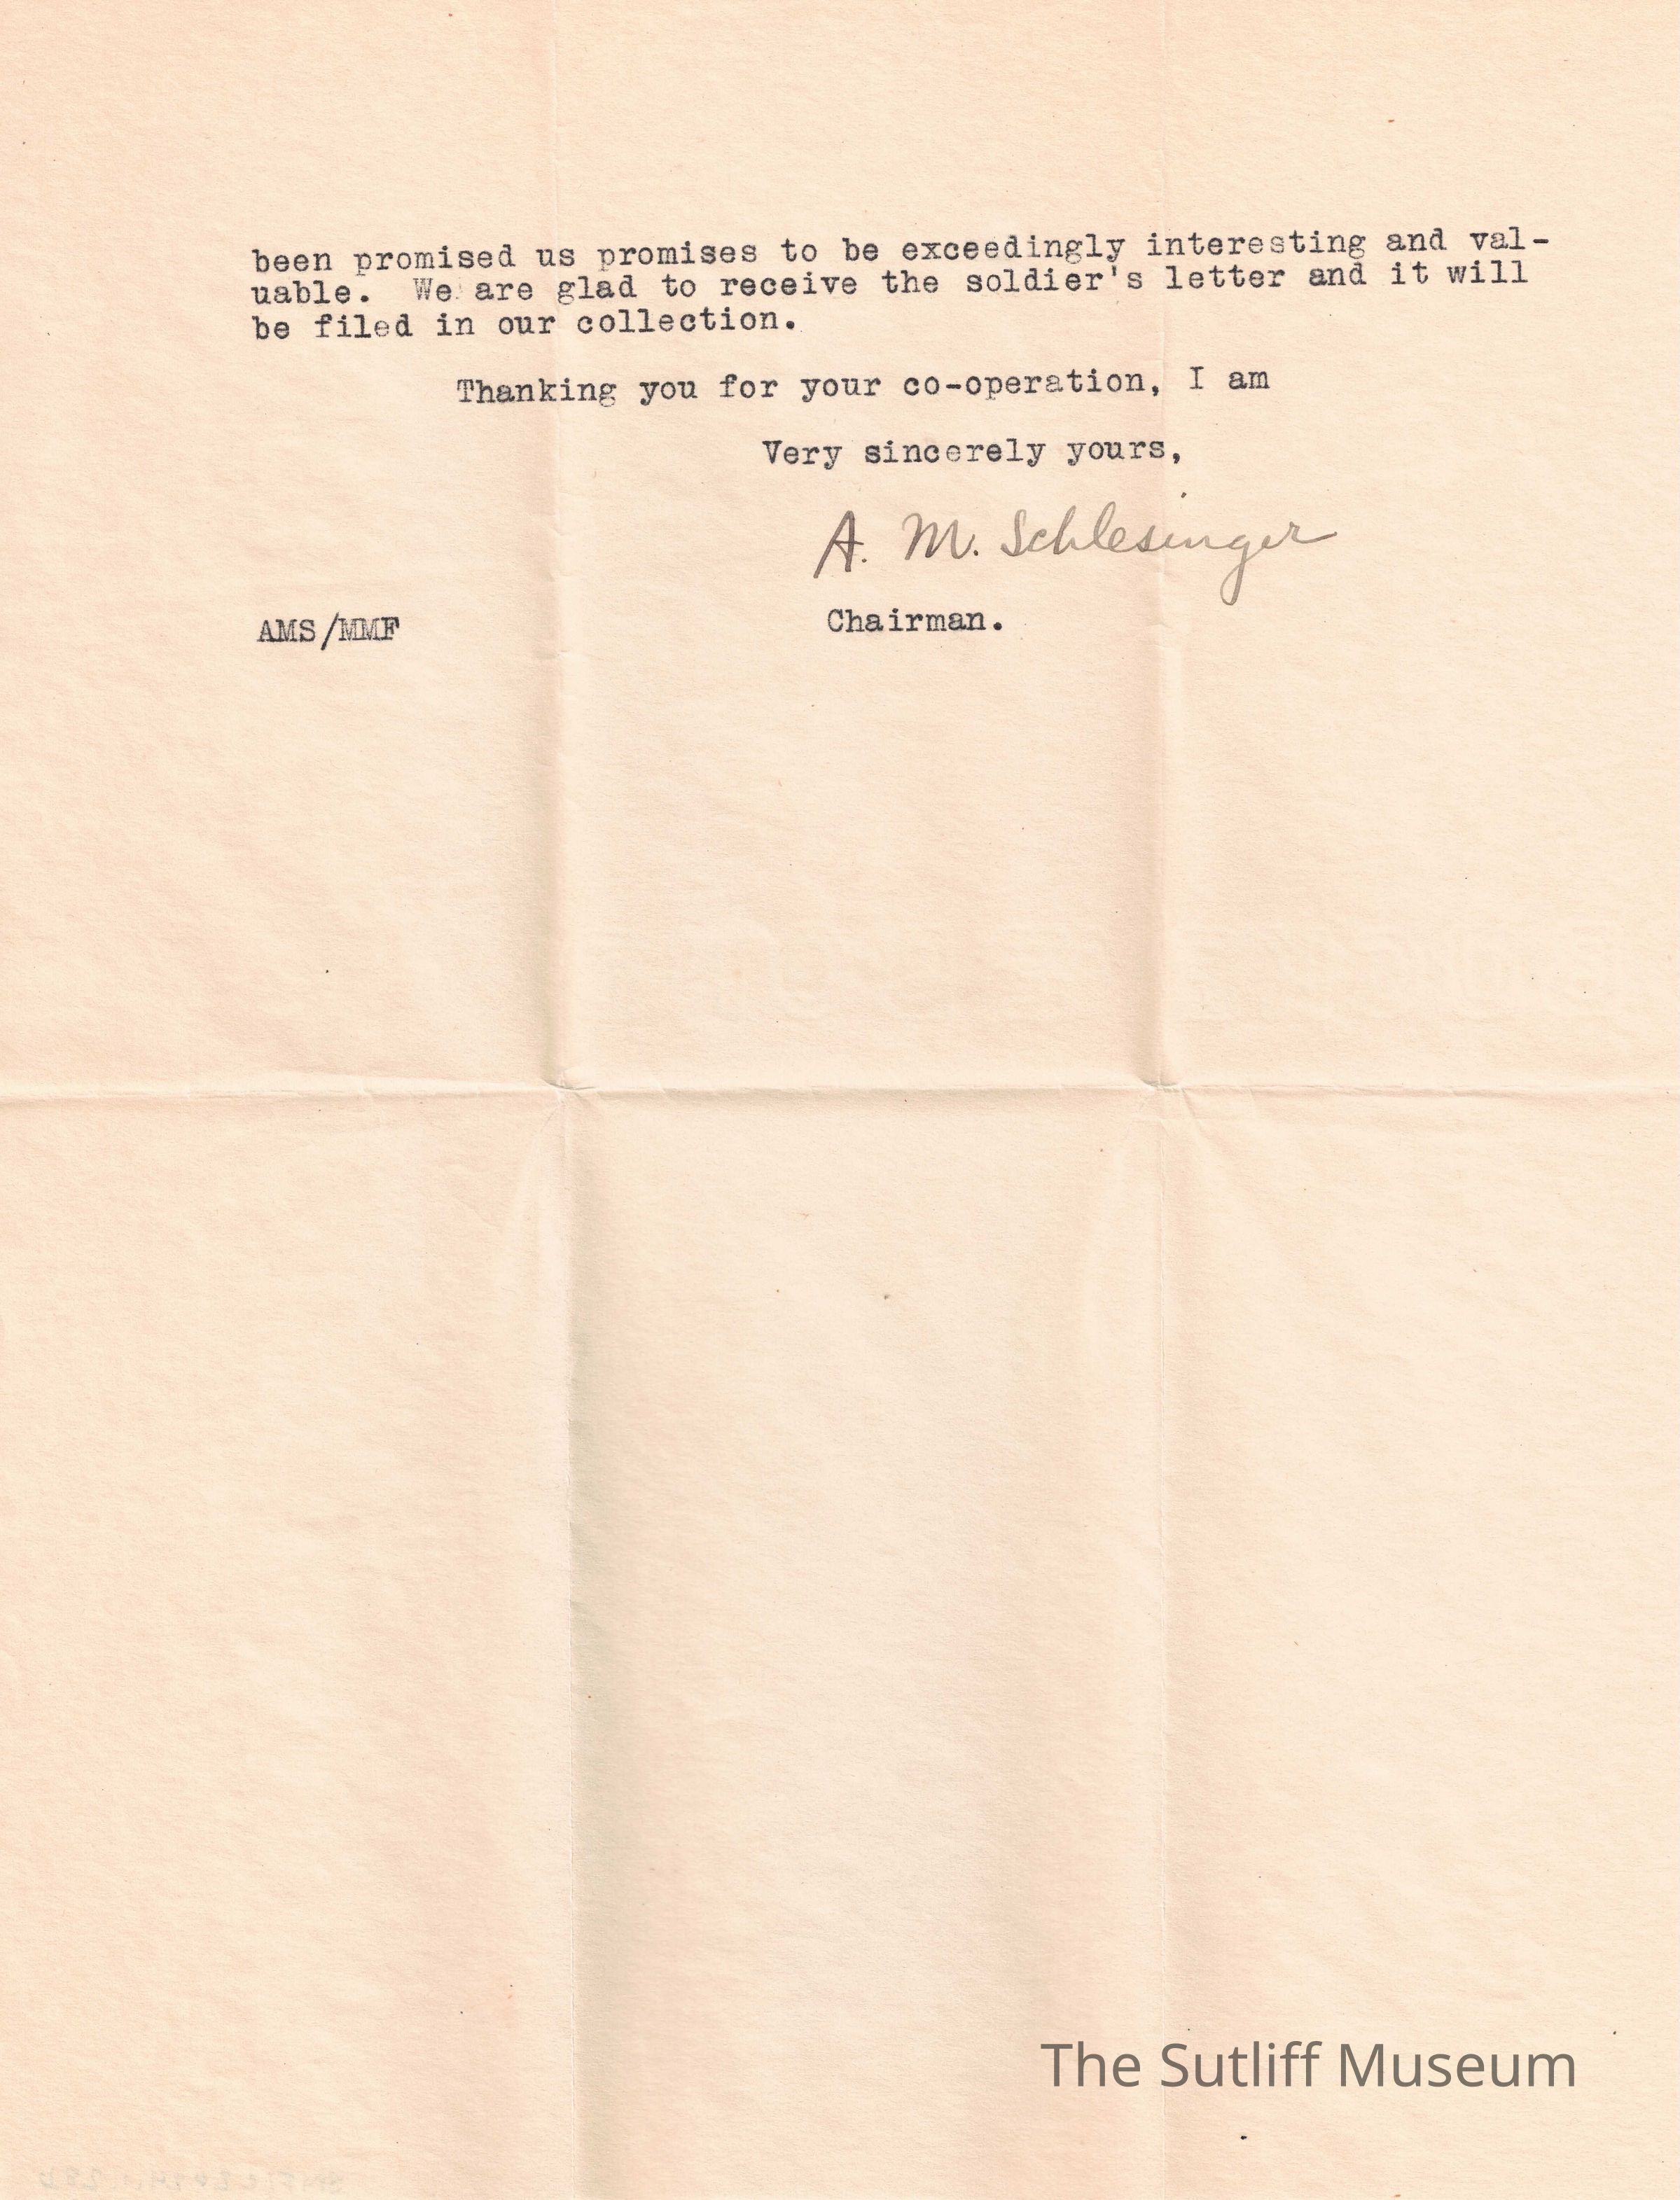 been promised us promises to be exceedingly interesting and val-
uable. We are glad to receive the soldier's letter and it will
be filed in our collection.
Thanking you for your co-operation, I am
Very sincerely yours,
A. M. Schlesinger
AMS/MMF Chairman.
The Sutliff Museum